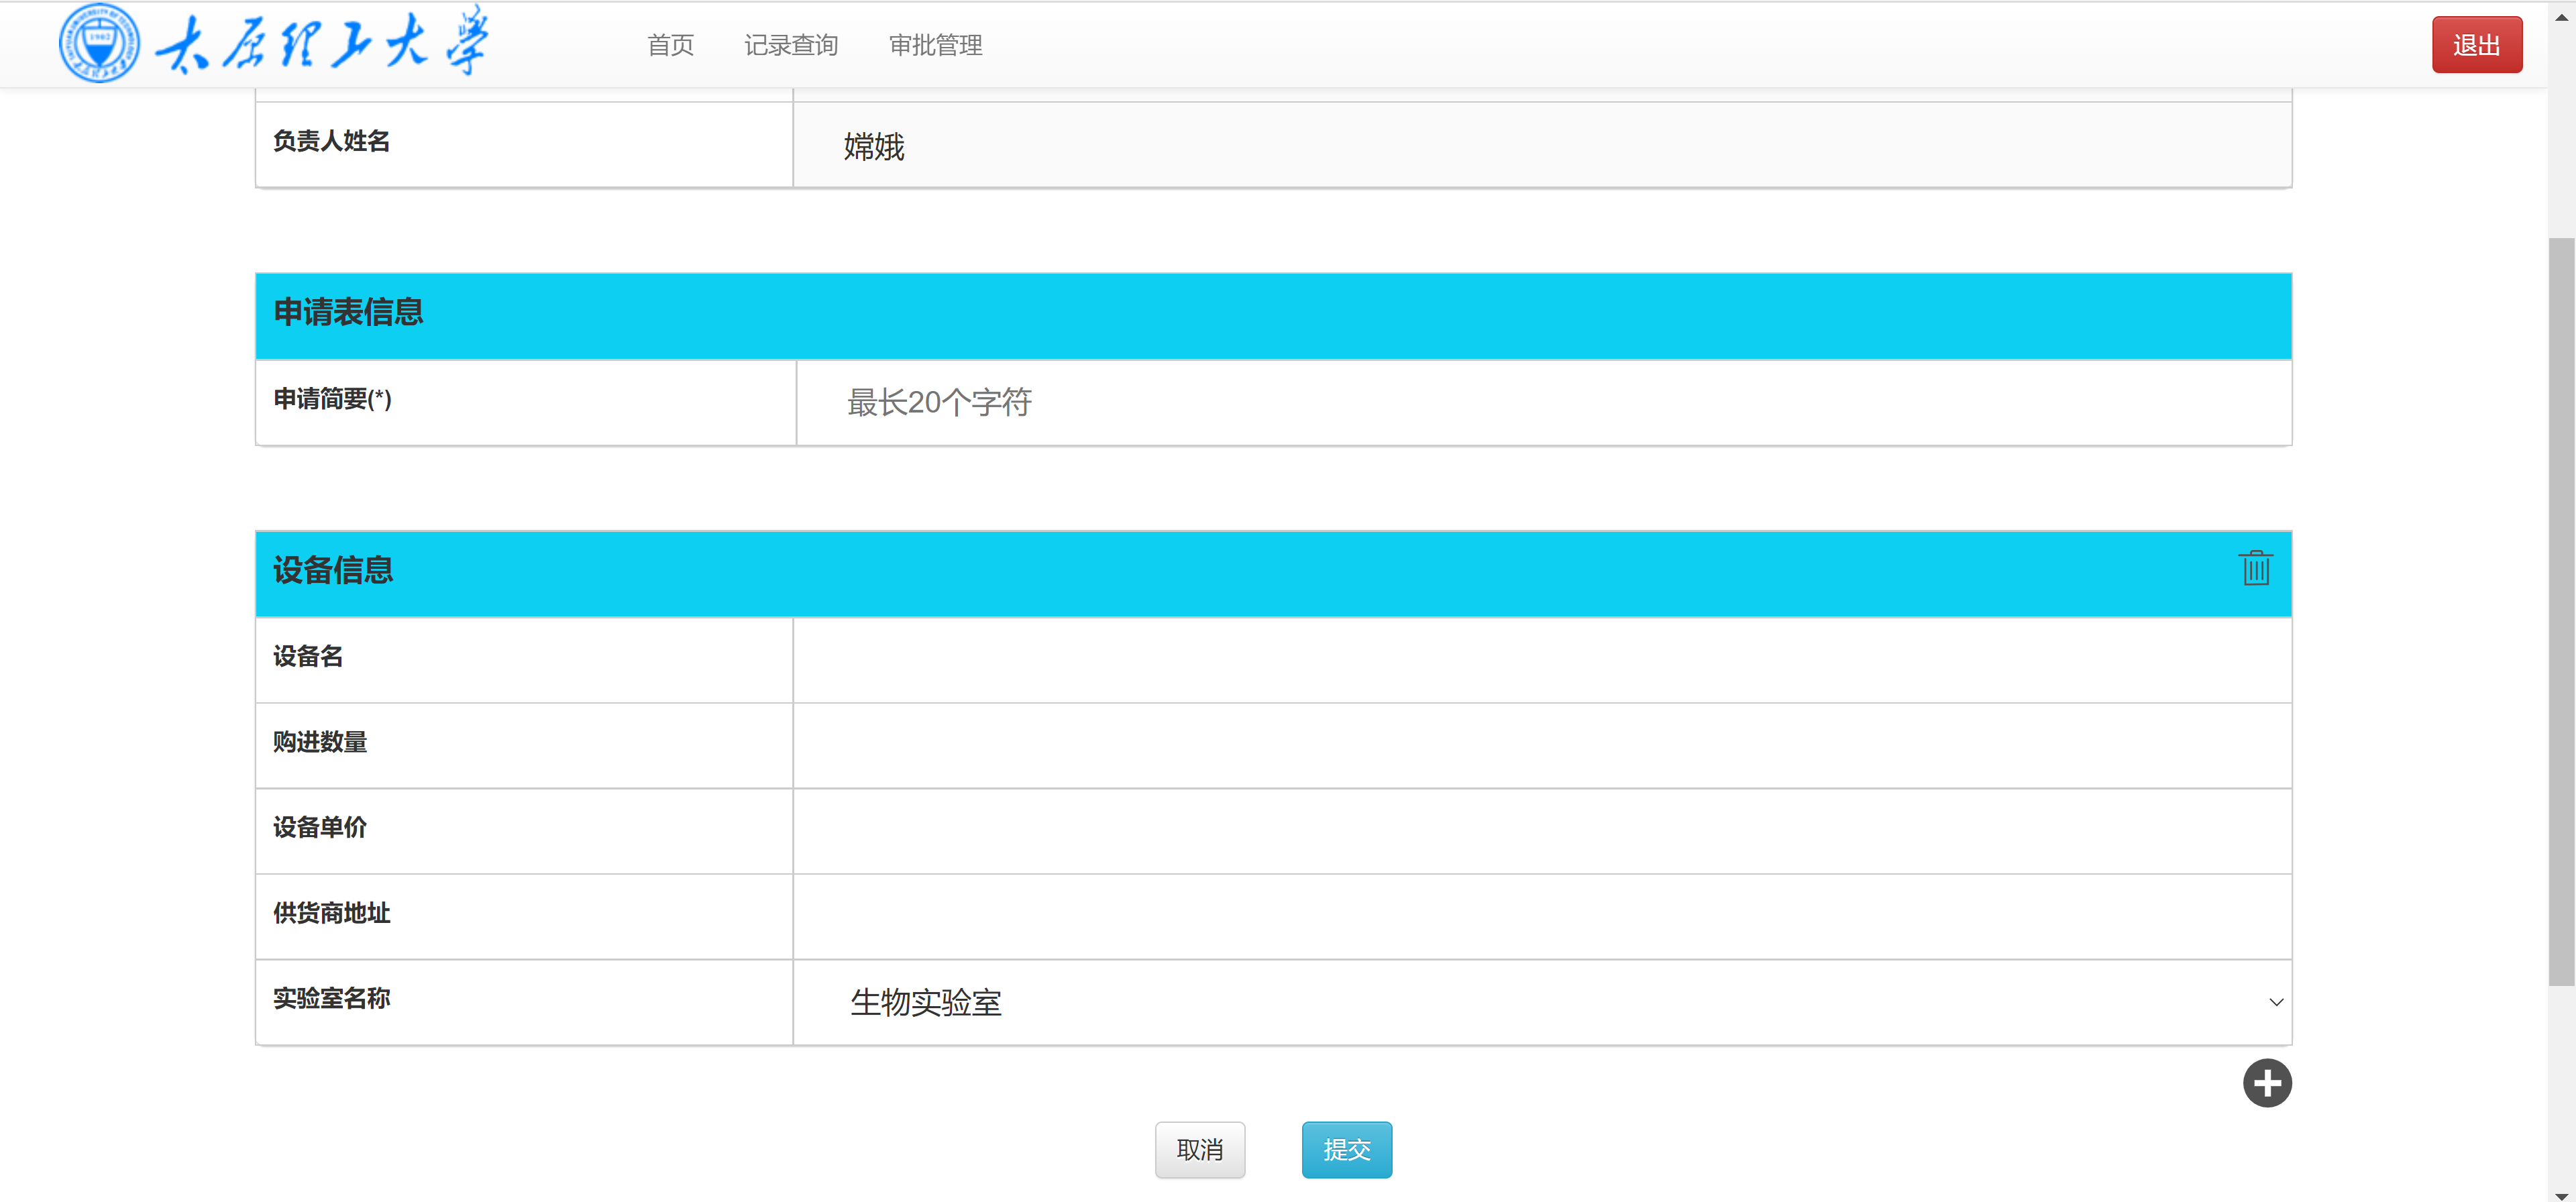 太原理工大学
首页 记录查询 审批管理 退出
负责人姓名 嫦娥
申请表信息
申请简要(*) 最长20个字符
设备信息
设备名
购进数量
设备单价
供货商地址
实验室名称 生物实验室
取消 提交